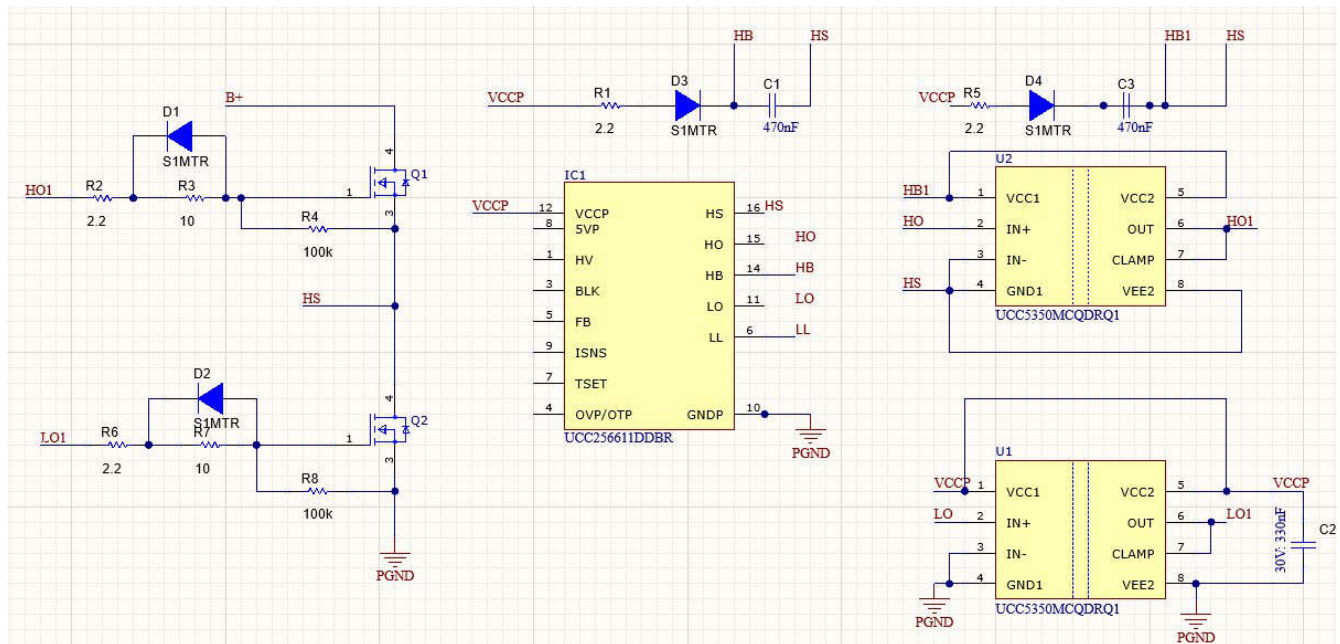 B+
D1
S1MTR
HO1
R2
2.2
R3
10
R4
100k
4
1
3
Q1
HS
D2
S1MTR
LO1
R6
2.2
R7
10
R8
100k
4
1
3
Q2
PGND
VCCP
R1
2.2
D3
S1MTR
HB
C1
470nF
HS
IC1
VCCP
12 VCCP HS 16 HS
8 5VP HO 15 HO
1 HV HB 14 HB
3 BLK LO 11 LO
5 FB LL 6 LL
9 ISNS
7 TSET
4 OVP/OTP GNDP 10
UCC256611DDBR
PGND
VCCP
R5
2.2
D4
S1MTR
C3
470nF
HB1
HS
U2
HB1 1 VCC1 VCC2 5
HO 2 IN+ OUT 6 HO1
3 IN- CLAMP 7
HS 4 GND1 VEE2 8
UCC5350MCQDRQ1
U1
VCCP 1 VCC1 VCC2 5 VCCP
LO 2 IN+ OUT 6 LO1
3 IN- CLAMP 7
4 GND1 VEE2 8
UCC5350MCQDRQ1
PGND
PGND
C2
30V: 330nF